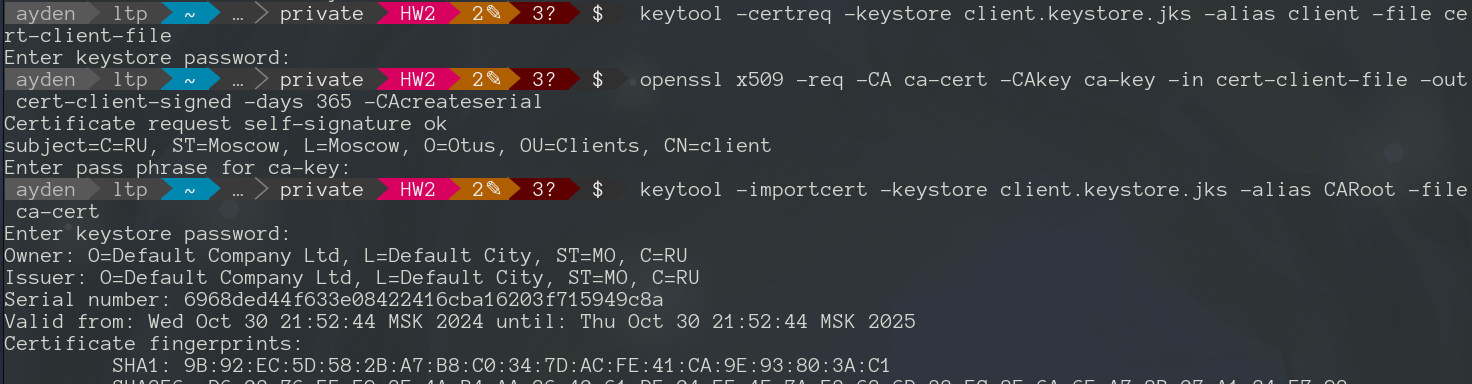 ayden ltp ~ … private HW2 2✎ 3? $ keytool -certreq -keystore client.keystore.jks -alias client -file ce
rt-client-file
Enter keystore password:
ayden ltp ~ … private HW2 2✎ 3? $ openssl x509 -req -CA ca-cert -CAkey ca-key -in cert-client-file -out
cert-client-signed -days 365 -CAcreateserial
Certificate request self-signature ok
subject=C=RU, ST=Moscow, L=Moscow, O=Otus, OU=Clients, CN=client
Enter pass phrase for ca-key:
ayden ltp ~ … private HW2 2✎ 3? $ keytool -importcert -keystore client.keystore.jks -alias CARoot -file
ca-cert
Enter keystore password:
Owner: O=Default Company Ltd, L=Default City, ST=MO, C=RU
Issuer: O=Default Company Ltd, L=Default City, ST=MO, C=RU
Serial number: 6968ded44f633e08422416cba16203f715949c8a
Valid from: Wed Oct 30 21:52:44 MSK 2024 until: Thu Oct 30 21:52:44 MSK 2025
Certificate fingerprints:
SHA1: 9B:92:EC:5D:58:2B:A7:B8:C0:34:7D:AC:FE:41:CA:9E:93:80:3A:C1